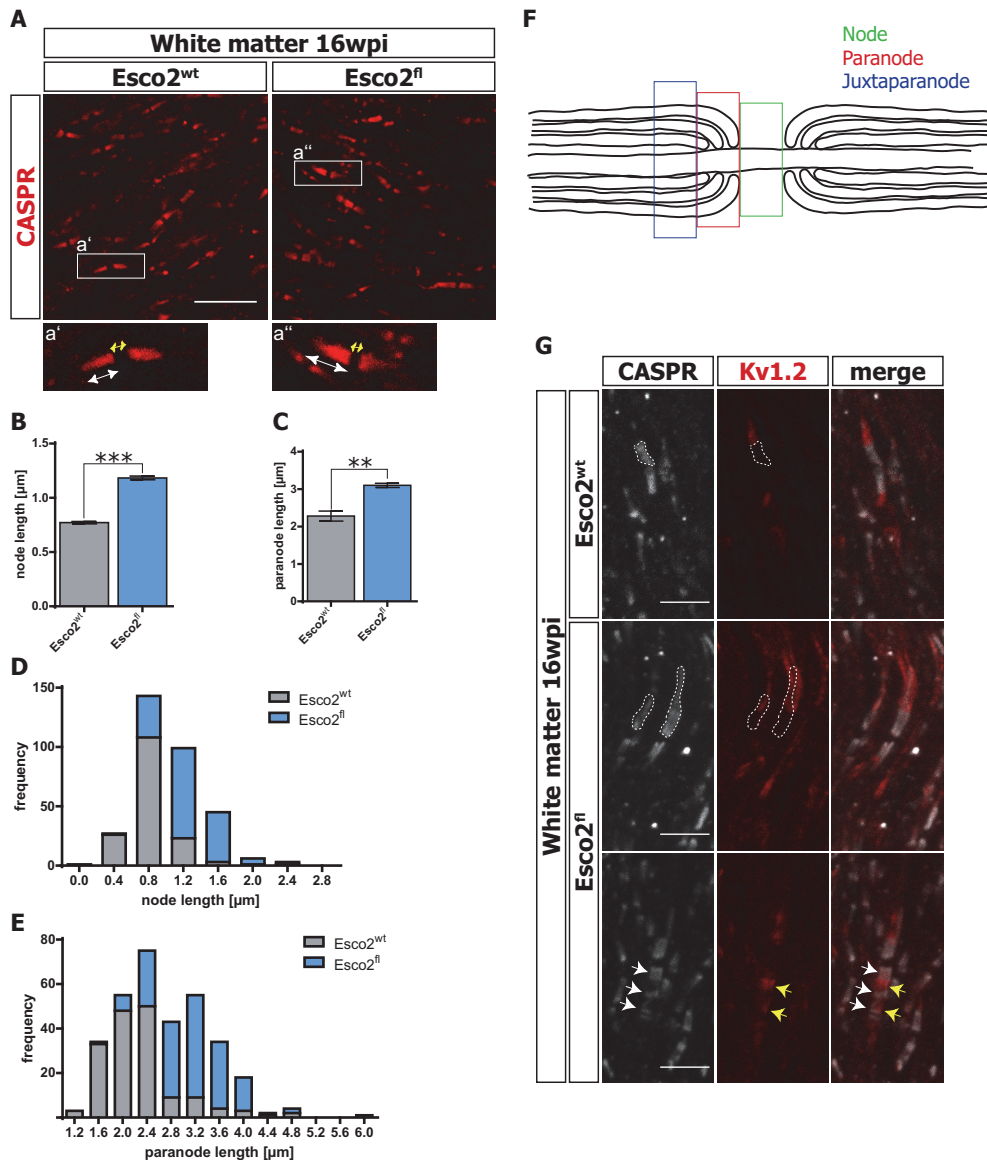 A
White matter 16wpi
Esco2wt
Esco2fl
CASPR
a'
a''
a'
a''
B
node length [µm]
1.5
1.0
0.5
0.0
***
Esco2wt
Esco2fl
C
paranode length [µm]
4
3
2
1
0
**
Esco2wt
Esco2fl
D
frequency
150
100
50
0
Esco2wt
Esco2fl
0.0 0.4 0.8 1.2 1.6 2.0 2.4 2.8
node length [µm]
E
frequency
80
60
40
20
0
Esco2wt
Esco2fl
1.2 1.6 2.0 2.4 2.8 3.2 3.6 4.0 4.4 4.8 5.2 5.6 6.0
paranode length [µm]
F
Node
Paranode
Juxtaparanode
G
CASPR Kv1.2 merge
White matter 16wpi
Esco2wt
Esco2fl